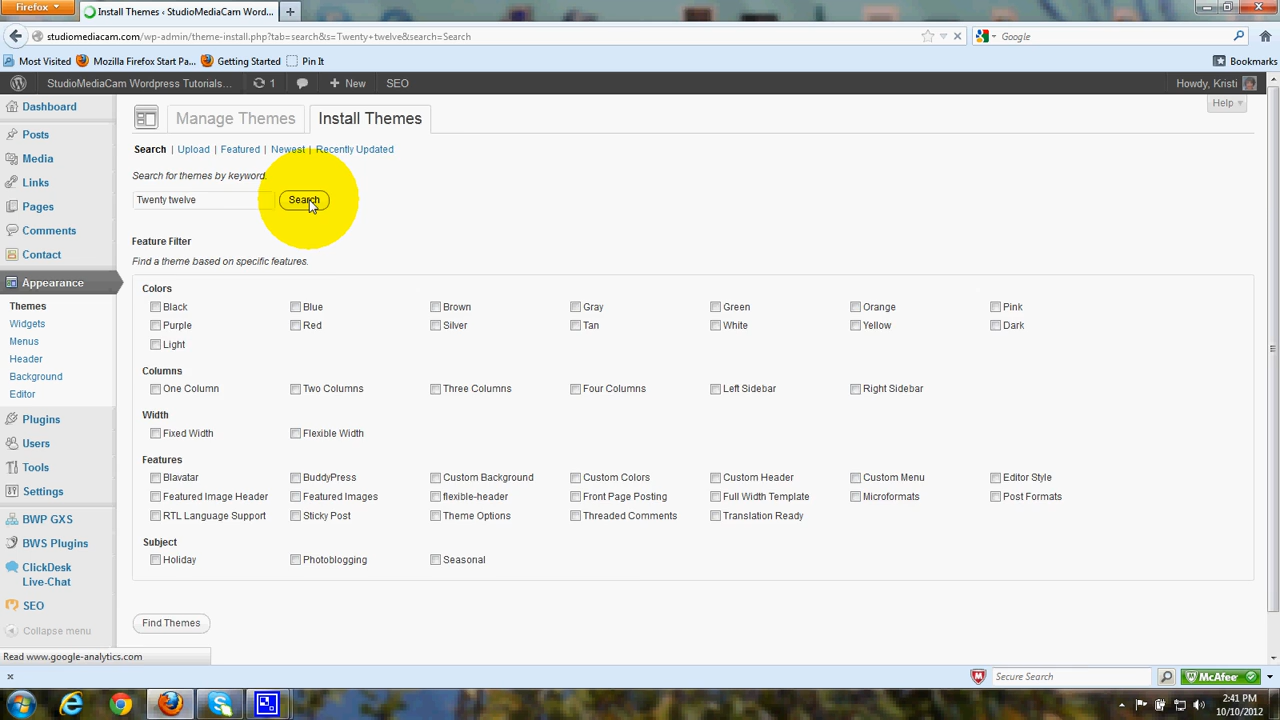 Firefox
Install Themes ‹ StudioMediaCam Word...
studiomediacam.com/wp-admin/theme-install.php?tab=search&s=Twenty+twelve&search=Search
Google
Most Visited
Mozilla Firefox Start Pa...
Getting Started
Pin It
Bookmarks
StudioMediaCam Wordpress Tutorials...
1
New
SEO
Howdy, Kristi
Help
Dashboard
Posts
Media
Links
Pages
Comments
Contact
Appearance
Themes
Widgets
Menus
Header
Background
Editor
Plugins
Users
Tools
Settings
BWP GXS
BWS Plugins
ClickDesk
Live-Chat
SEO
Collapse menu
Manage Themes
Install Themes
Search | Upload | Featured | Newest | Recently Updated
Search for themes by keyword.
Twenty twelve
Search
Feature Filter
Find a theme based on specific features.
Colors
Black Blue Brown Gray Green Orange Pink
Purple Red Silver Tan White Yellow Dark
Light
Columns
One Column Two Columns Three Columns Four Columns Left Sidebar Right Sidebar
Width
Fixed Width Flexible Width
Features
Blavatar BuddyPress Custom Background Custom Colors Custom Header Custom Menu Editor Style
Featured Image Header Featured Images flexible-header Front Page Posting Full Width Template Microformats Post Formats
RTL Language Support Sticky Post Theme Options Threaded Comments Translation Ready
Subject
Holiday Photoblogging Seasonal
Find Themes
Read www.google-analytics.com
Secure Search
McAfee
2:41 PM
10/10/2012